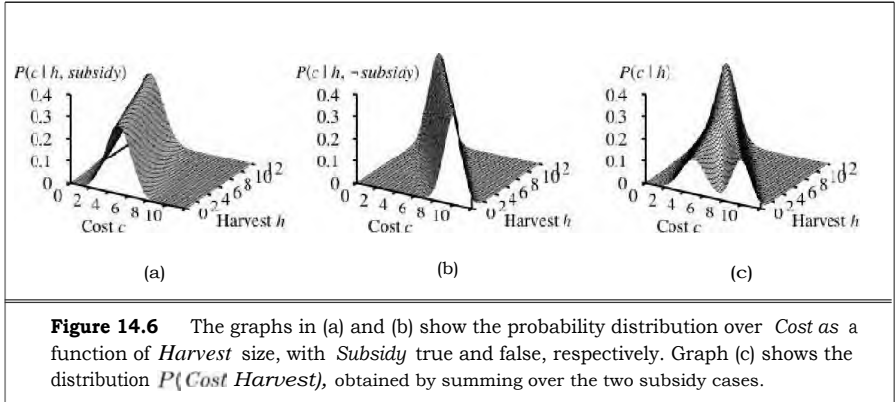 P(c | h, subsidy)
0.4
0.3
0.2
0.1
0
0 2 4 6 8 10
Cost c
0 2 4 6 8 10 12
Harvest h
(a)
P(c | h, ¬subsidy)
0.4
0.3
0.2
0.1
0
0 2 4 6 8 10
Cost c
0 2 4 6 8 10 12
Harvest h
(b)
P(c | h)
0.4
0.3
0.2
0.1
0
0 2 4 6 8 10
Cost c
0 2 4 6 8 10 12
Harvest h
(c)
Figure 14.6 The graphs in (a) and (b) show the probability distribution over Cost as a
function of Harvest size, with Subsidy true and false, respectively. Graph (c) shows the
distribution P(Cost Harvest), obtained by summing over the two subsidy cases.